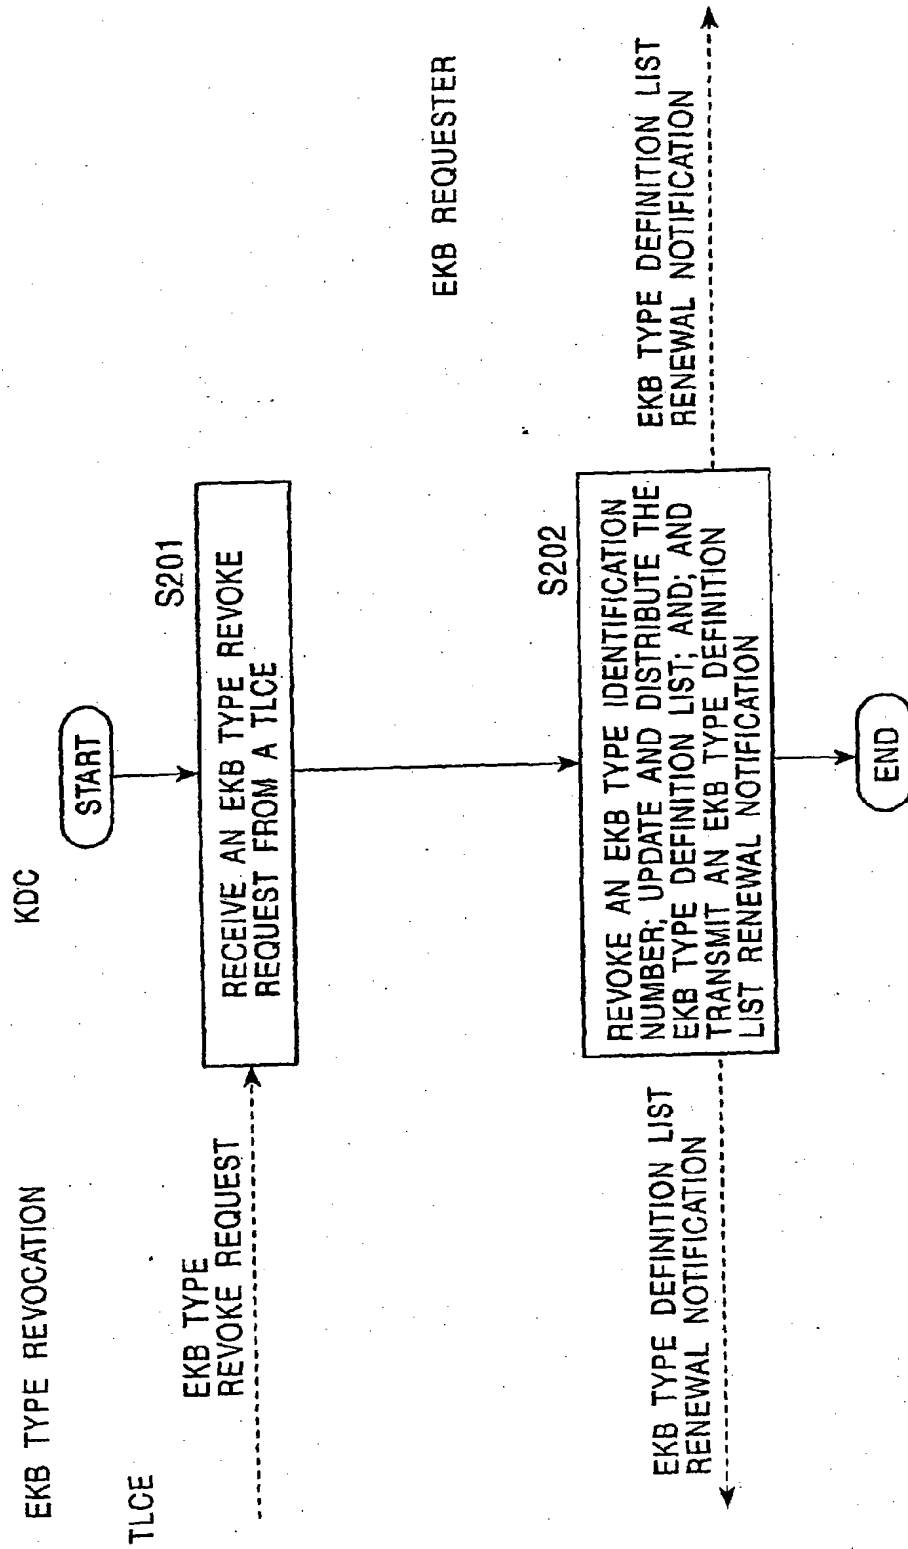 EKB TYPE REVOCATION
TLCE
KDC
EKB REQUESTER
START
S201
EKB TYPE
REVOKE REQUEST
RECEIVE AN EKB TYPE REVOKE
REQUEST FROM A TLCE
S202
REVOKE AN EKB TYPE IDENTIFICATION
NUMBER; UPDATE AND DISTRIBUTE THE
EKB TYPE DEFINITION LIST; AND; AND
TRANSMIT AN EKB TYPE DEFINITION
LIST RENEWAL NOTIFICATION
EKB TYPE DEFINITION LIST
RENEWAL NOTIFICATION
EKB TYPE DEFINITION LIST
RENEWAL NOTIFICATION
END